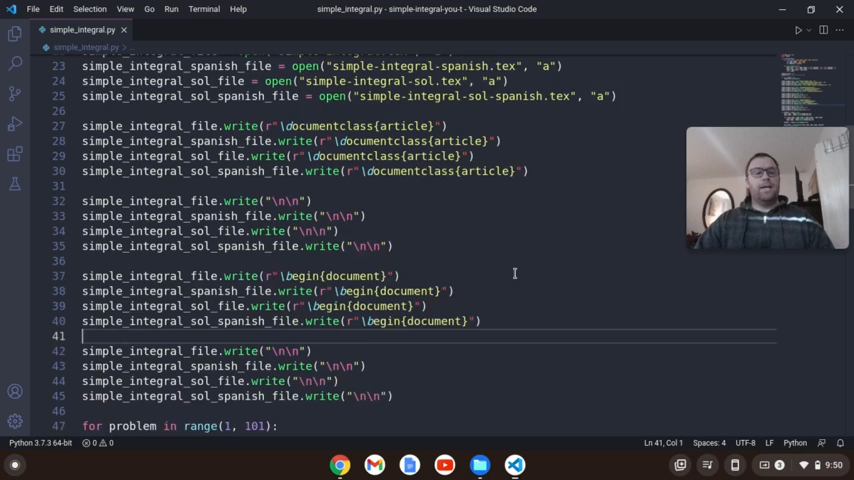 File Edit Selection View Go Run Terminal Help
simple_integral.py - simple-integral-you-t - Visual Studio Code
simple_integral.py
simple_integral.py > ...
23 simple_integral_spanish_file = open("simple-integral-spanish.tex", "a")
24 simple_integral_sol_file = open("simple-integral-sol.tex", "a")
25 simple_integral_sol_spanish_file = open("simple-integral-sol-spanish.tex", "a")
26
27 simple_integral_file.write(r"\documentclass{article}")
28 simple_integral_spanish_file.write(r"\documentclass{article}")
29 simple_integral_sol_file.write(r"\documentclass{article}")
30 simple_integral_sol_spanish_file.write(r"\documentclass{article}")
31
32 simple_integral_file.write("\n\n")
33 simple_integral_spanish_file.write("\n\n")
34 simple_integral_sol_file.write("\n\n")
35 simple_integral_sol_spanish_file.write("\n\n")
36
37 simple_integral_file.write(r"\begin{document}")
38 simple_integral_spanish_file.write(r"\begin{document}")
39 simple_integral_sol_file.write(r"\begin{document}")
40 simple_integral_sol_spanish_file.write(r"\begin{document}")
41
42 simple_integral_file.write("\n\n")
43 simple_integral_spanish_file.write("\n\n")
44 simple_integral_sol_file.write("\n\n")
45 simple_integral_sol_spanish_file.write("\n\n")
46
47 for problem in range(1, 101):
Python 3.7.3 64-bit 0 0 Ln 41, Col 1 Spaces: 4 UTF-8 LF Python
3 9:50